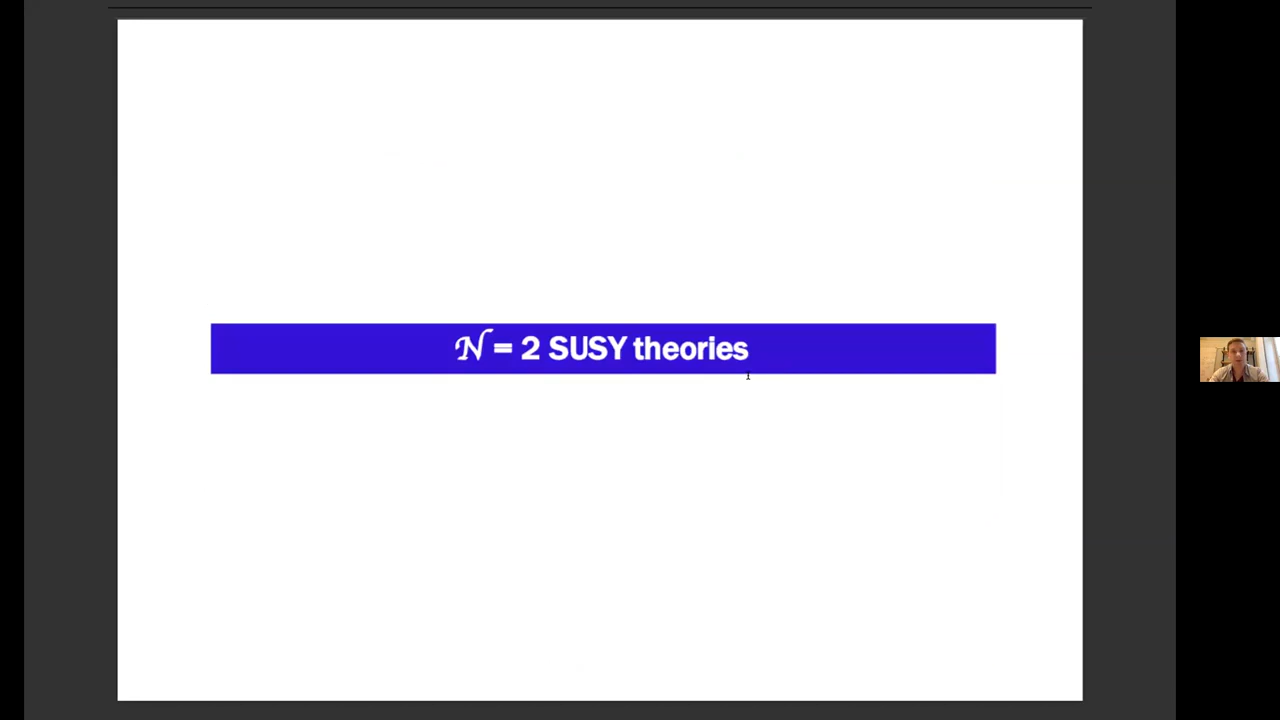 𝒩 = 2 SUSY theories